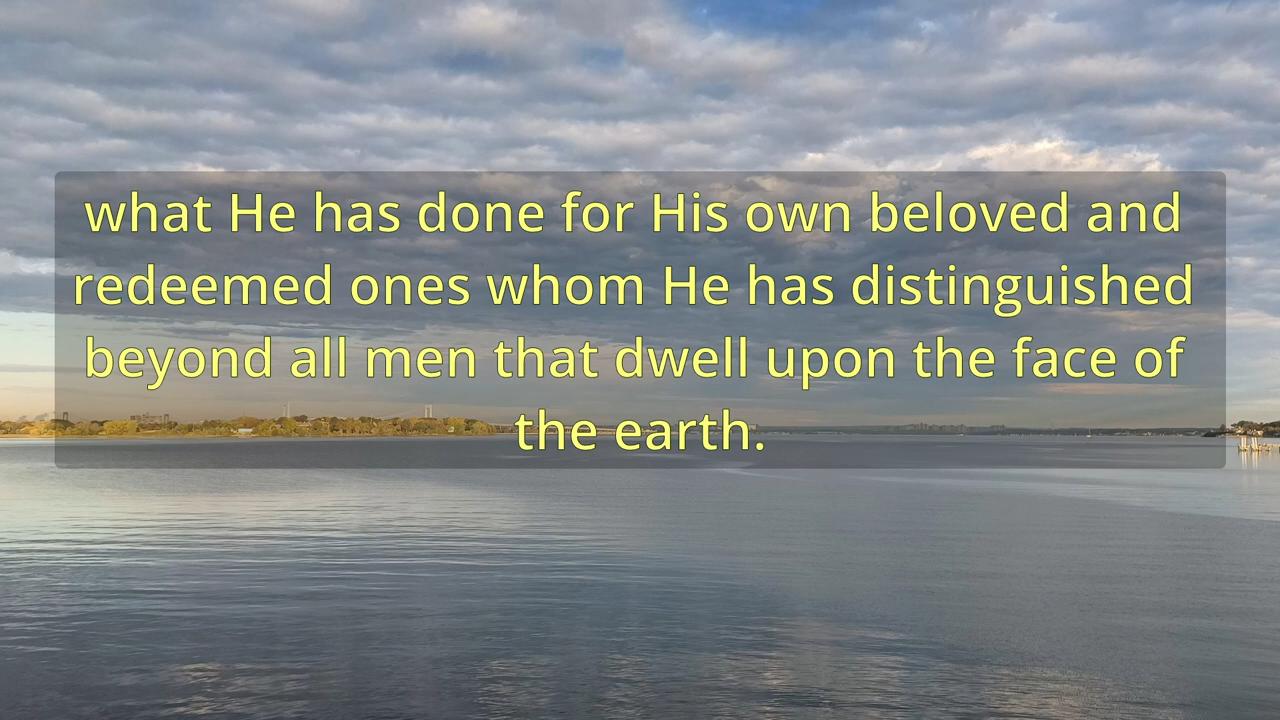 what He has done for His own beloved and
redeemed ones whom He has distinguished
beyond all men that dwell upon the face of
the earth.